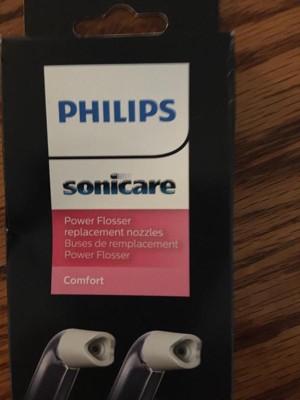 PHILIPS
sonicare
Power Flosser
replacement nozzles
Buses de remplacement
Power Flosser
Comfort